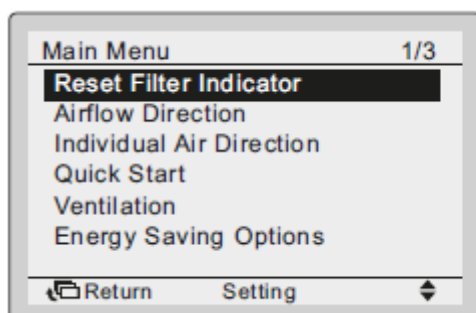 Main Menu 1/3
Reset Filter Indicator
Airflow Direction
Individual Air Direction
Quick Start
Ventilation
Energy Saving Options
Return Setting